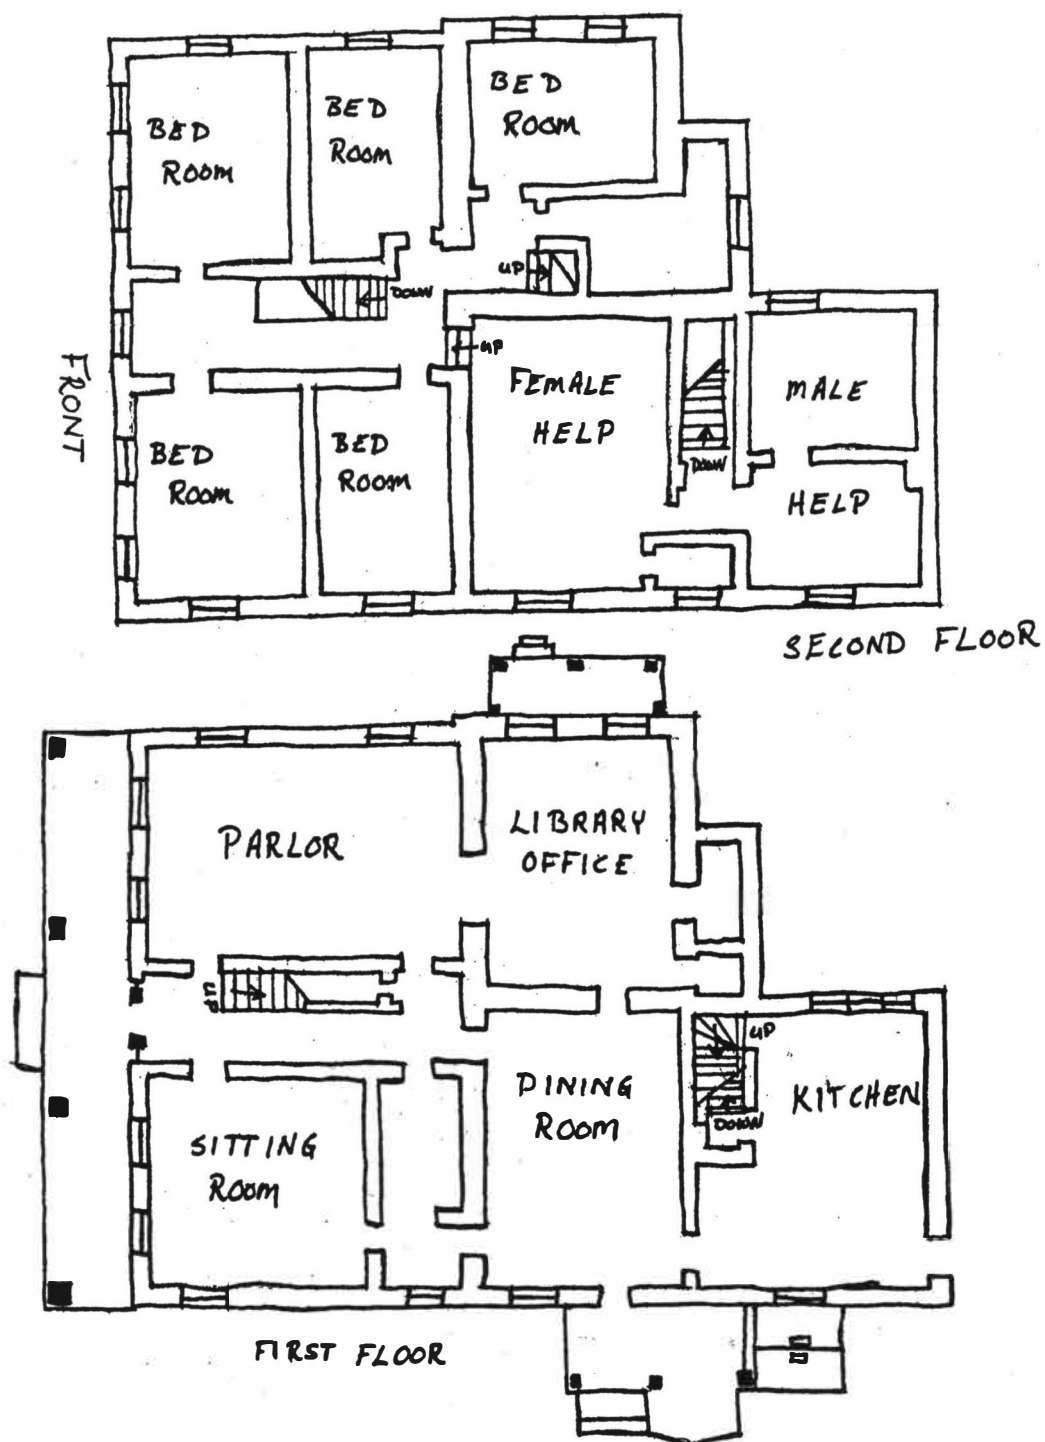 BED
ROOM
BED
ROOM
BED
ROOM
UP
DOWN
UP
FRONT
FEMALE
HELP
MALE
HELP
DOWN
BED
ROOM
BED
ROOM
SECOND FLOOR
PARLOR
LIBRARY
OFFICE
UP
UP
DOWN
KITCHEN
DINING
ROOM
SITTING
ROOM
FIRST FLOOR